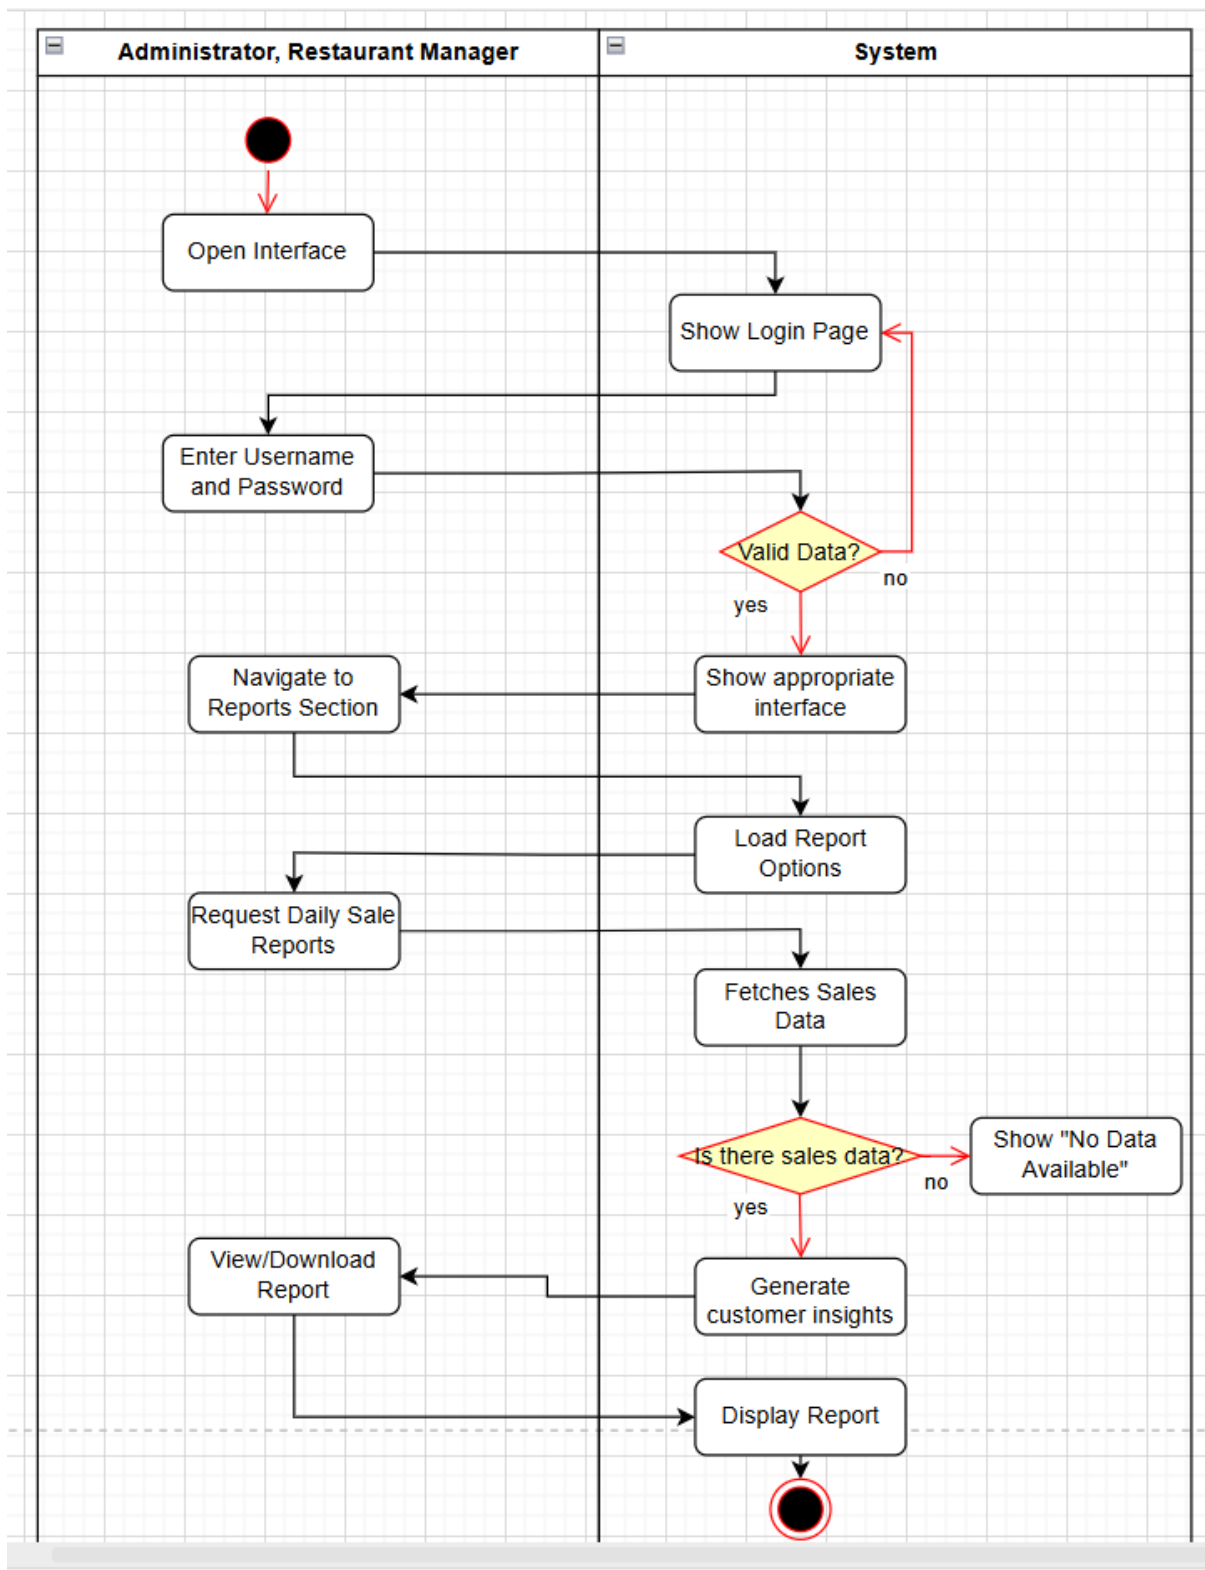 Administrator, Restaurant Manager
System
Open Interface
Show Login Page
Enter Username
and Password
Valid Data?
no
yes
Show appropriate
interface
Navigate to
Reports Section
Load Report
Options
Request Daily Sale
Reports
Fetches Sales
Data
Is there sales data?
no
Show "No Data
Available"
yes
Generate
customer insights
View/Download
Report
Display Report